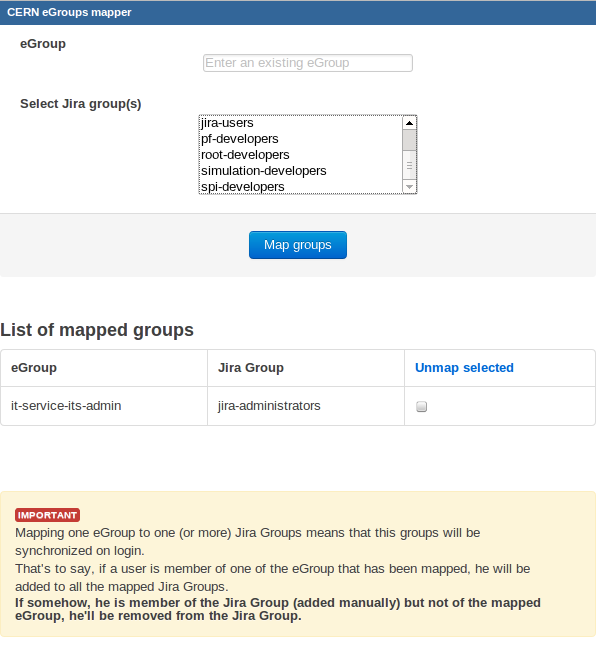 CERN eGroups mapper
eGroup
Enter an existing eGroup
Select Jira group(s)
jira-users
pf-developers
root-developers
simulation-developers
spi-developers
Map groups
List of mapped groups
eGroup Jira Group Unmap selected
it-service-its-admin jira-administrators
IMPORTANT
Mapping one eGroup to one (or more) Jira Groups means that this groups will be
synchronized on login.
That's to say, if a user is member of one of the eGroup that has been mapped, he will be
added to all the mapped Jira Groups.
If somehow, he is member of the Jira Group (added manually) but not of the mapped
eGroup, he'll be removed from the Jira Group.